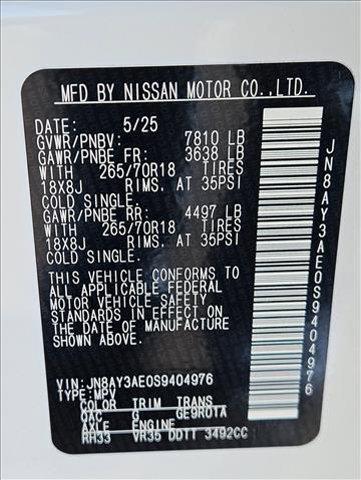 MFD BY NISSAN MOTOR CO.,LTD.
DATE: 5/25
GVWR/PNBV: 7810 LB
GAWR/PNBE FR: 3638 LB
WITH 265/70R18 TIRES
18X8J RIMS. AT 35PSI
COLD SINGLE.
GAWR/PNBE RR: 4497 LB
WITH 265/70R18 TIRES
18X8J RIMS. AT 35PSI
COLD SINGLE.
THIS VEHICLE CONFORMS TO
ALL APPLICABLE FEDERAL
MOTOR VEHICLE SAFETY
STANDARDS IN EFFECT ON
THE DATE OF MANUFACTURE
SHOWN ABOVE.
VIN: JN8AY3AE0S9404976
TYPE: MPV
COLOR TRIM TRANS
QAC G GE9R01A
AXLE ENGINE
RH33 VR35 DDTT 3492CC
JN8AY3AE0S9404976